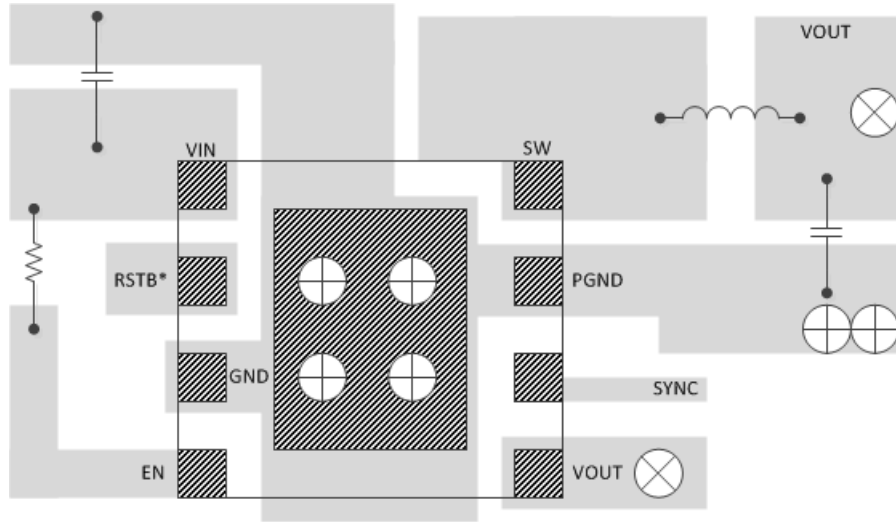 VOUT
VIN
SW
RSTB*
PGND
GND
SYNC
EN
VOUT